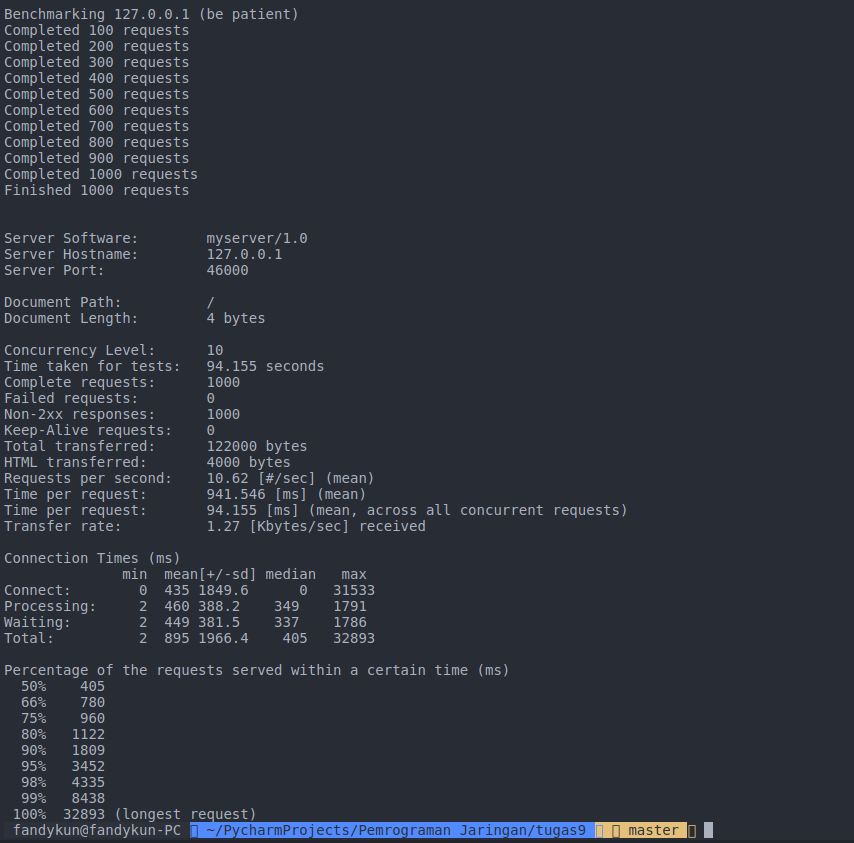 Benchmarking 127.0.0.1 (be patient)
Completed 100 requests
Completed 200 requests
Completed 300 requests
Completed 400 requests
Completed 500 requests
Completed 600 requests
Completed 700 requests
Completed 800 requests
Completed 900 requests
Completed 1000 requests
Finished 1000 requests
Server Software:        myserver/1.0
Server Hostname:        127.0.0.1
Server Port:            46000
Document Path:          /
Document Length:        4 bytes
Concurrency Level:      10
Time taken for tests:   94.155 seconds
Complete requests:      1000
Failed requests:        0
Non-2xx responses:      1000
Keep-Alive requests:    0
Total transferred:      122000 bytes
HTML transferred:       4000 bytes
Requests per second:    10.62 [#/sec] (mean)
Time per request:       941.546 [ms] (mean)
Time per request:       94.155 [ms] (mean, across all concurrent requests)
Transfer rate:          1.27 [Kbytes/sec] received
Connection Times (ms)
              min  mean[+/-sd] median   max
Connect:        0  435 1849.6      0   31533
Processing:     2  460 388.2    349    1791
Waiting:        2  449 381.5    337    1786
Total:          2  895 1966.4    405   32893
Percentage of the requests served within a certain time (ms)
  50%    405
  66%    780
  75%    960
  80%   1122
  90%   1809
  95%   3452
  98%   4335
  99%   8438
 100%  32893 (longest request)
 fandykun@fandykun-PC ~/PycharmProjects/Pemrograman Jaringan/tugas9 master